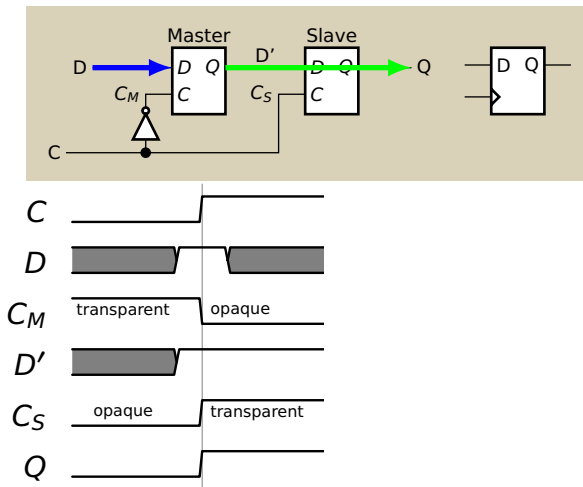 Master Slave
D D Q D’ D Q Q D Q
C_M C C_S C
C
C
D
C_M transparent opaque
D′
C_S opaque transparent
Q